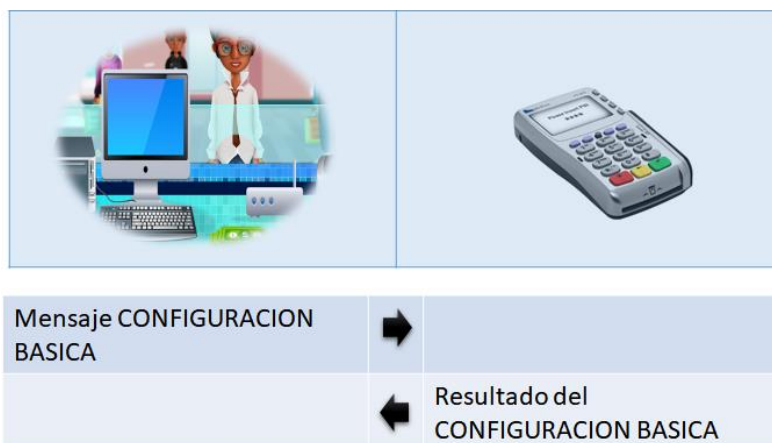 Mensaje CONFIGURACION
BASICA
Resultado del
CONFIGURACION BASICA